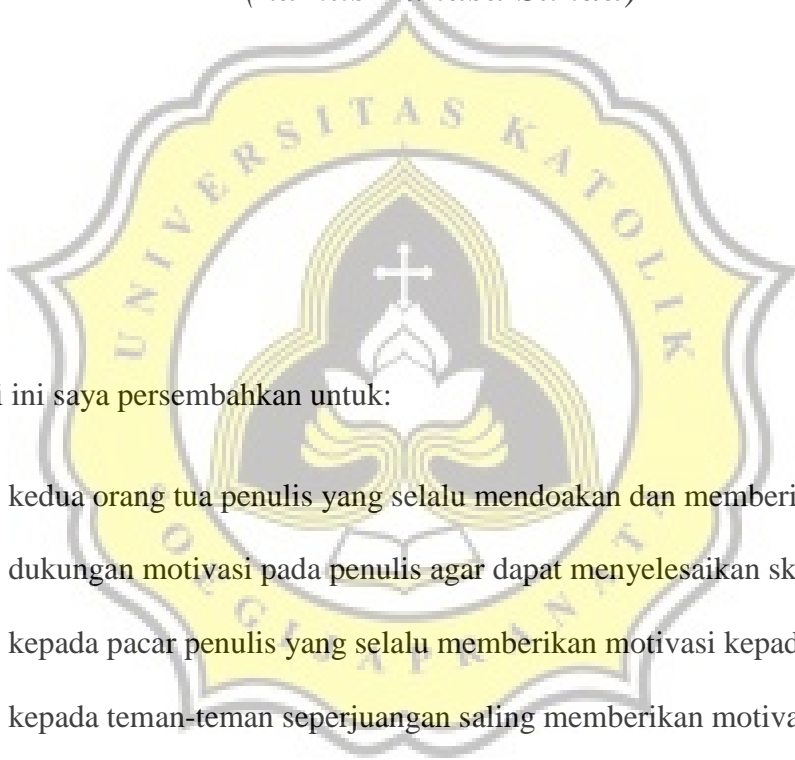 UNIVERSITAS KATOLIK
i ini saya persembahkan untuk:
kedua orang tua penulis yang selalu mendoakan dan memberi
dukungan motivasi pada penulis agar dapat menyelesaikan sk
kepada pacar penulis yang selalu memberikan motivasi kepad
kepada teman-teman seperjuangan saling memberikan motiva
SOEGIJAPRANATA